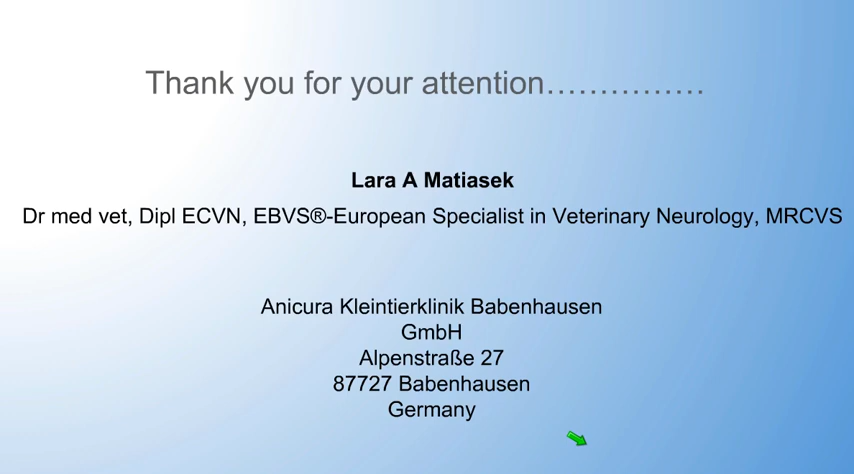 Thank you for your attention……………
Lara A Matiasek
Dr med vet, Dipl ECVN, EBVS®-European Specialist in Veterinary Neurology, MRCVS
Anicura Kleintierklinik Babenhausen
GmbH
Alpenstraße 27
87727 Babenhausen
Germany